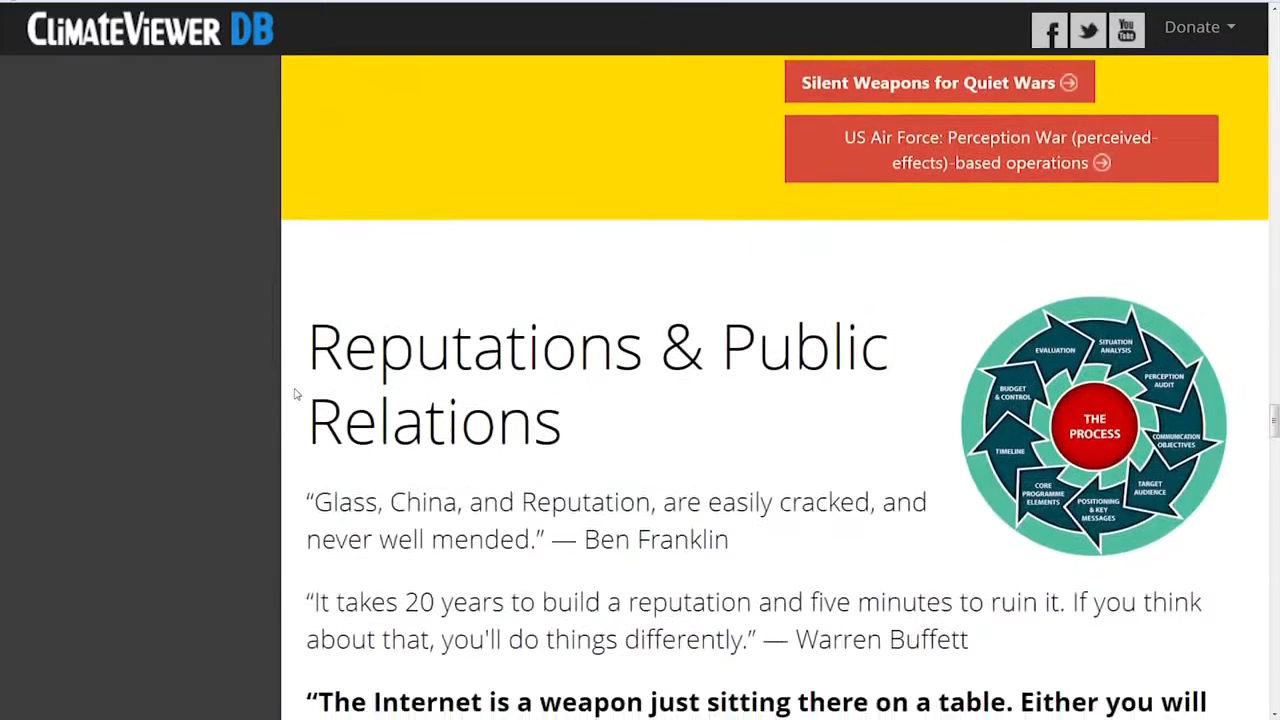 CLiMATEViEWER DB
f
You
Tube
Donate
Silent Weapons for Quiet Wars
US Air Force: Perception War (perceived-
effects)-based operations
Reputations & Public
Relations
EVALUATION
SITUATION
ANALYSIS
PERCEPTION
AUDIT
COMMUNICATION
OBJECTIVES
TARGET
AUDIENCE
POSITIONING
& KEY
MESSAGES
CORE
PROGRAMME
ELEMENTS
TIMELINE
BUDGET
& CONTROL
THE
PROCESS
“Glass, China, and Reputation, are easily cracked, and
never well mended.” — Ben Franklin
“It takes 20 years to build a reputation and five minutes to ruin it. If you think
about that, you'll do things differently.” — Warren Buffett
“The Internet is a weapon just sitting there on a table. Either you will